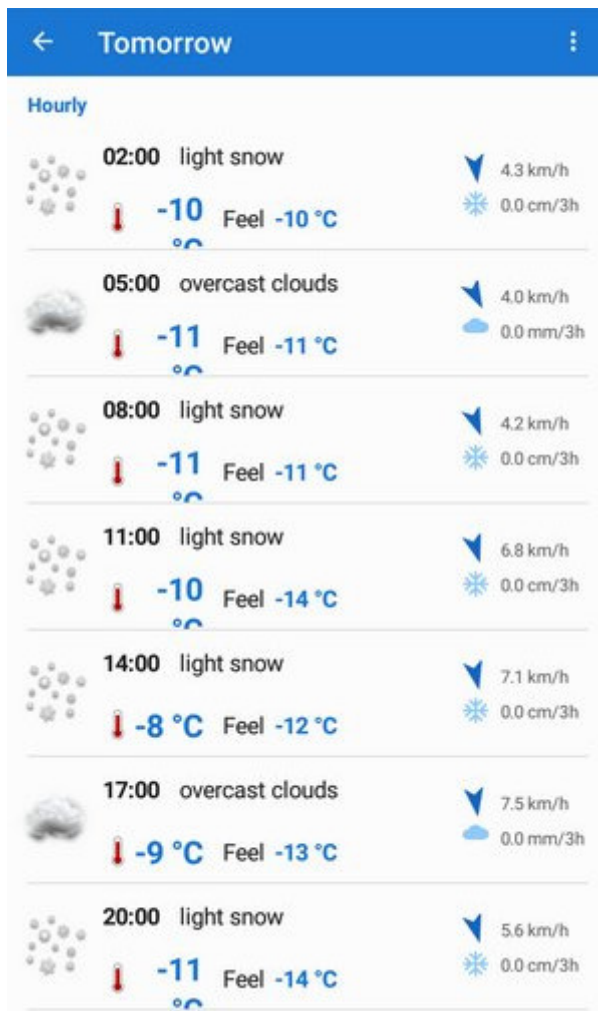 Tomorrow
Hourly
02:00 light snow
4.3 km/h
-10 °C Feel -10 °C
0.0 cm/3h
05:00 overcast clouds
4.0 km/h
-11 °C Feel -11 °C
0.0 mm/3h
08:00 light snow
4.2 km/h
-11 °C Feel -11 °C
0.0 cm/3h
11:00 light snow
6.8 km/h
-10 °C Feel -14 °C
0.0 cm/3h
14:00 light snow
7.1 km/h
-8 °C Feel -12 °C
0.0 cm/3h
17:00 overcast clouds
7.5 km/h
-9 °C Feel -13 °C
0.0 mm/3h
20:00 light snow
5.6 km/h
-11 °C Feel -14 °C
0.0 cm/3h